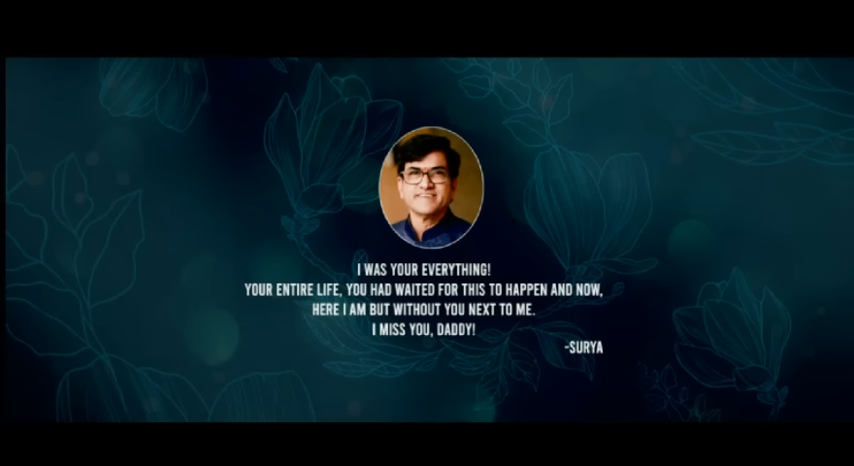 I WAS YOUR EVERYTHING!
YOUR ENTIRE LIFE, YOU HAD WAITED FOR THIS TO HAPPEN AND NOW,
HERE I AM BUT WITHOUT YOU NEXT TO ME.
I MISS YOU, DADDY!
-SURYA